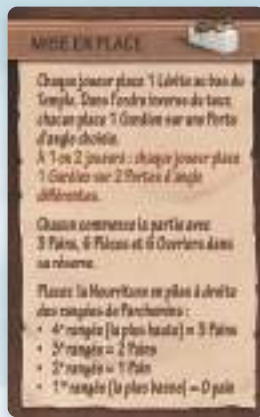 MISE EN PLACE
Chaque joueur place 1 Lévite au bas du
Temple. Dans l'ordre inverse du tour,
chacun place 1 Gardien sur une Porte
d'angle choisie.
À 1 ou 2 joueurs : chaque joueur place
1 Gardien sur 2 Portes d'angle
différentes.
Chacun commence la partie avec
3 Pains, 6 Pièces et 6 Ouvriers dans
sa réserve.
Placez la Nourriture en piles à droite
des rangées de Parchemins :
• 4ᵉ rangée (la plus haute) = 3 Pains
• 3ᵉ rangée = 2 Pains
• 2ᵉ rangée = 1 Pain
• 1ʳᵉ rangée (la plus basse) = 0 pain